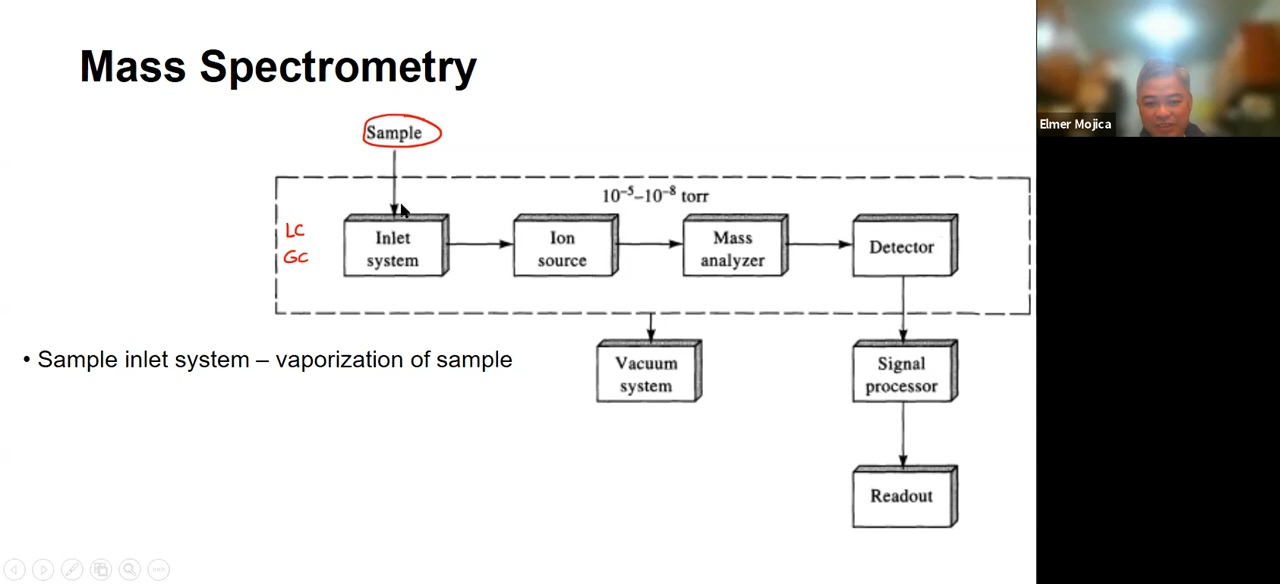 Mass Spectrometry
Elmer Mojica
Sample
10⁻⁵–10⁻⁸ torr
LC
GC
Inlet
system
Ion
source
Mass
analyzer
Detector
• Sample inlet system – vaporization of sample
Vacuum
system
Signal
processor
Readout